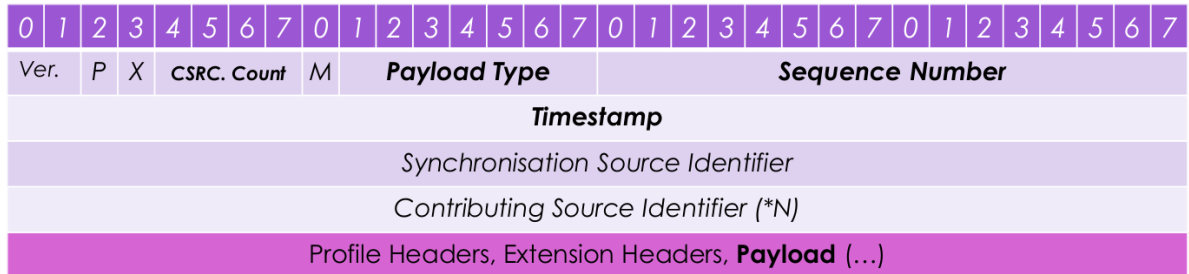 0 1 2 3 4 5 6 7 0 1 2 3 4 5 6 7 0 1 2 3 4 5 6 7 0 1 2 3 4 5 6 7
Ver. P X CSRC. Count M Payload Type Sequence Number
Timestamp
Synchronisation Source Identifier
Contributing Source Identifier (*N)
Profile Headers, Extension Headers, Payload (...)